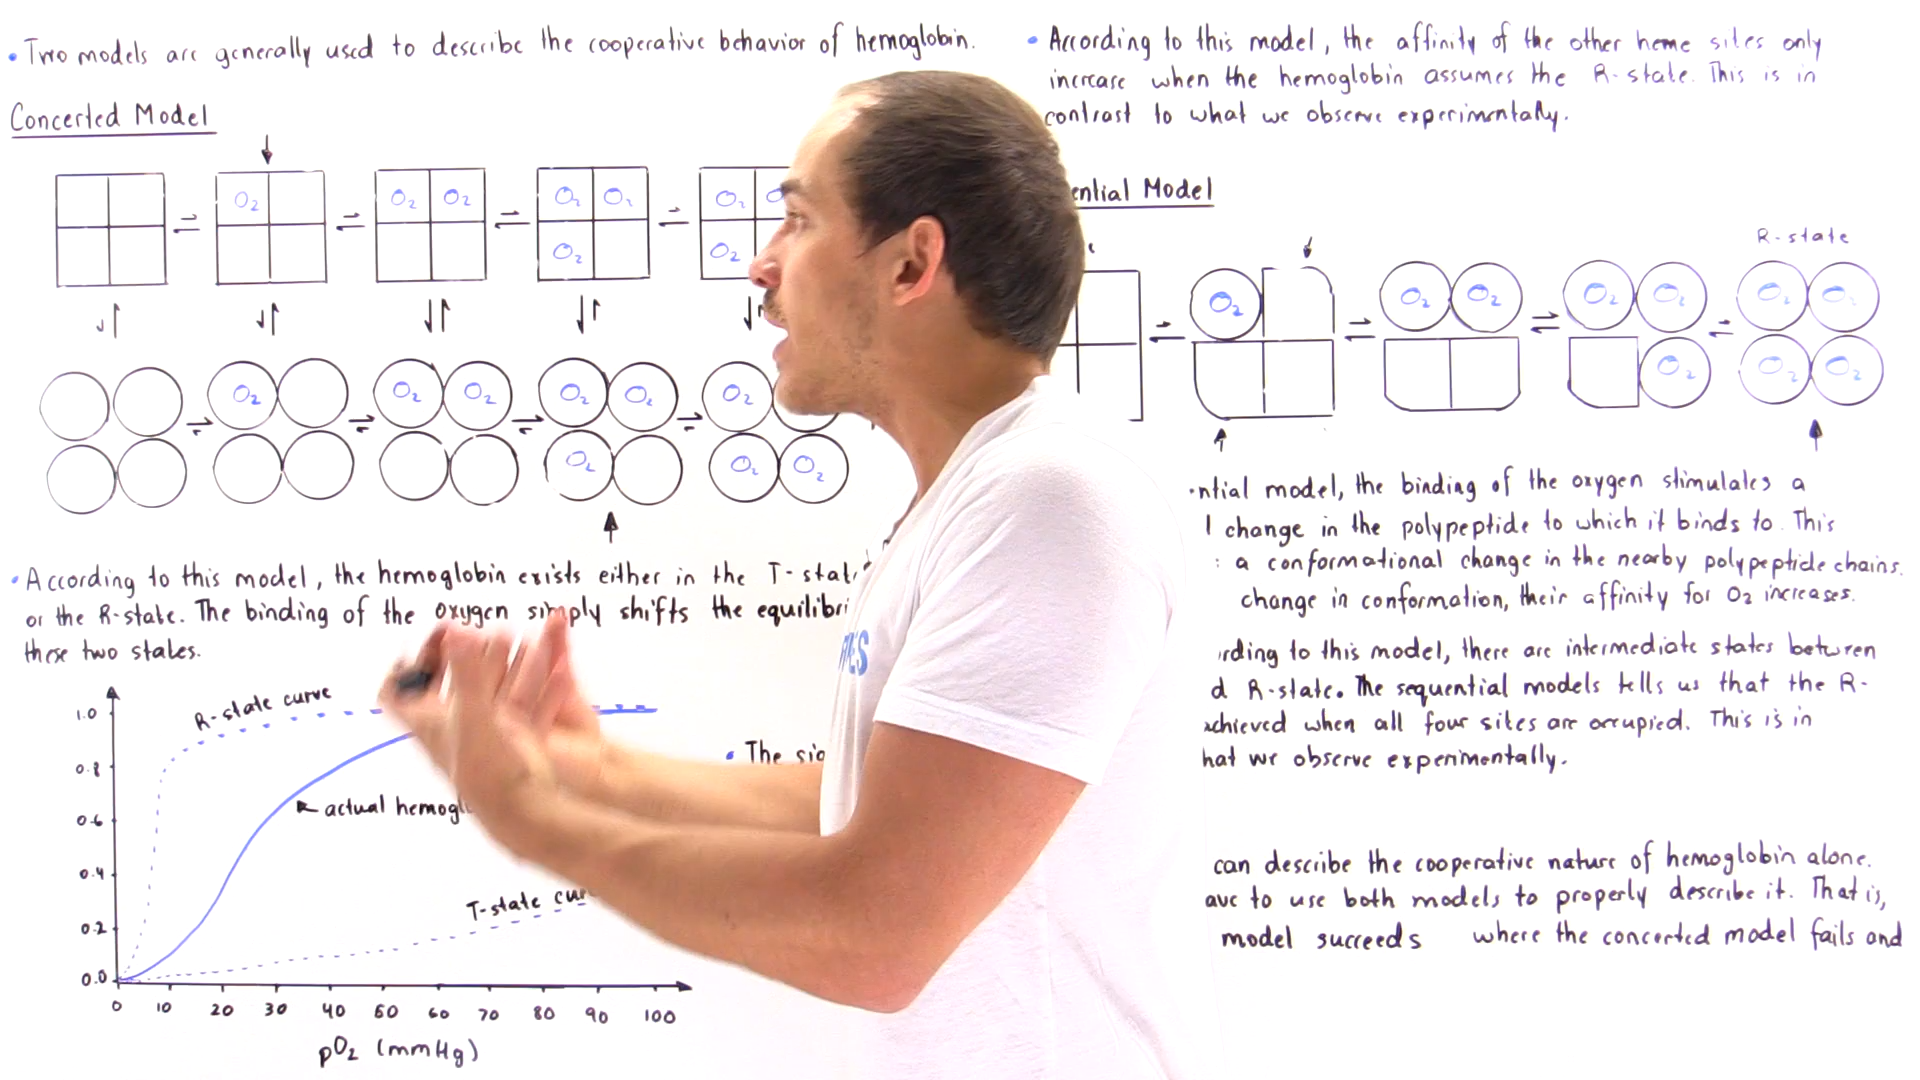 • Two models are generally used to describe the cooperative behavior of hemoglobin.
Concerted Model
O₂
O₂ O₂
O₂ O₂
O₂
O₂
O₂
O₂
O₂ O₂
O₂ O₂
O₂
O₂
O₂ O₂
• According to this model, the hemoglobin exists either in the T-stat
or the R-state. The binding of the oxygen simply shifts the equilibri
these two states.
R-state curve
actual hemogl
T-state cur
1.0
0.8
0.6
0.4
0.2
0.0
0 10 20 30 40 50 60 70 80 90 100
pO₂ (mmHg)
• The
• According to this model, the affinity of the other heme sites only
increase when the hemoglobin assumes the R-state. This is in
contrast to what we observe experimentally.
ential Model
R-state
O₂
O₂ O₂
O₂ O₂
O₂
O₂ O₂
O₂ O₂
ntial model, the binding of the oxygen stimulates a
l change in the polypeptide to which it binds to. This
a conformational change in the nearby polypeptide chains.
change in conformation, their affinity for O₂ increases.
rding to this model, there are intermediate states between
d R-state. The sequential models tells us that the R-
achieved when all four sites are occupied. This is in
hat we observe experimentally.
can describe the cooperative nature of hemoglobin alone.
ave to use both models to properly describe it. That is,
model succeeds where the concerted model fails and